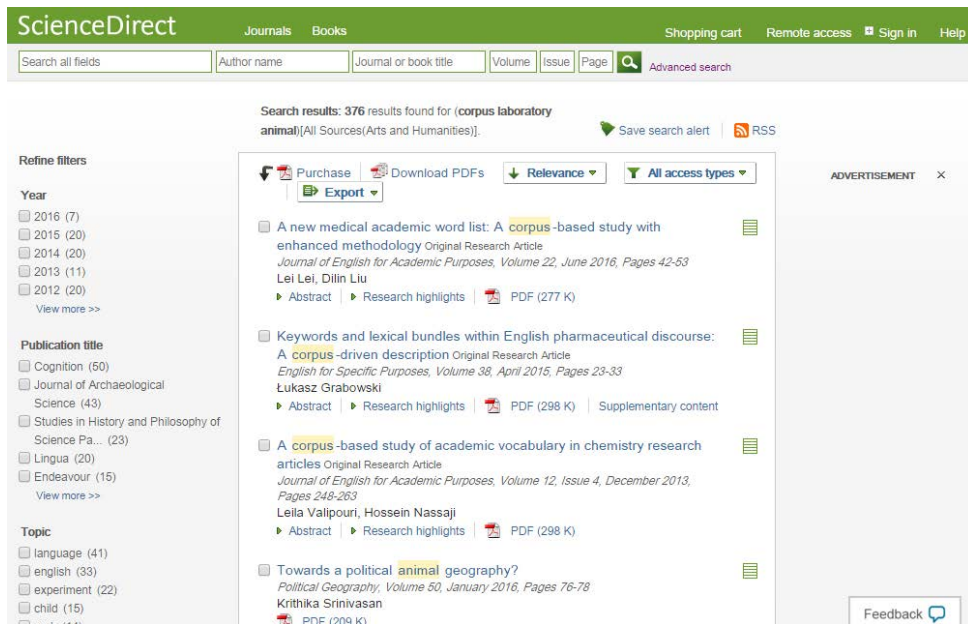 ScienceDirect
Journals Books
Shopping cart Remote access Sign in Help
Search all fields Author name Journal or book title Volume Issue Page Advanced search
Search results: 376 results found for (corpus laboratory
animal)[All Sources(Arts and Humanities)].
Save search alert RSS
Refine filters
Year
2016 (7)
2015 (20)
2014 (20)
2013 (11)
2012 (20)
View more >>
Publication title
Cognition (50)
Journal of Archaeological
Science (43)
Studies in History and Philosophy of
Science Pa... (23)
Lingua (20)
Endeavour (15)
View more >>
Topic
language (41)
english (33)
experiment (22)
child (15)
Purchase Download PDFs Relevance All access types
Export
A new medical academic word list: A corpus-based study with
enhanced methodology Original Research Article
Journal of English for Academic Purposes, Volume 22, June 2016, Pages 42-53
Lei Lei, Dilin Liu
Abstract Research highlights PDF (277 K)
Keywords and lexical bundles within English pharmaceutical discourse:
A corpus-driven description Original Research Article
English for Specific Purposes, Volume 38, April 2015, Pages 23-33
Łukasz Grabowski
Abstract Research highlights PDF (298 K) Supplementary content
A corpus-based study of academic vocabulary in chemistry research
articles Original Research Article
Journal of English for Academic Purposes, Volume 12, Issue 4, December 2013,
Pages 248-263
Leila Valipouri, Hossein Nassaji
Abstract Research highlights PDF (298 K)
Towards a political animal geography?
Political Geography, Volume 50, January 2016, Pages 76-78
Krithika Srinivasan
PDF (209 K)
ADVERTISEMENT
Feedback